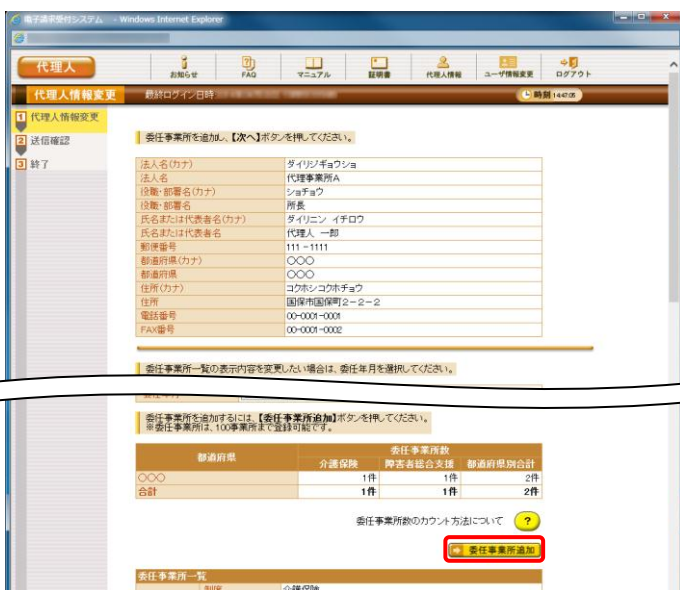 電子請求受付システム - Windows Internet Explorer
代理人
お知らせ FAQ マニュアル 証明書 代理人情報 ユーザ情報変更 ログアウト
代理人情報変更 最終ログイン日時 時刻 14:47:05
1 代理人情報変更
2 送信確認
3 終了
委任事業所を追加し、【次へ】ボタンを押してください。
法人名(カナ) ダイリジギョウショ
法人名 代理事業所A
役職・部署名(カナ) ショチョウ
役職・部署名 所長
氏名または代表者名(カナ) ダイリニン イチロウ
氏名または代表者名 代理人 一郎
郵便番号 111 -1111
都道府県(カナ) ○○○
都道府県 ○○○
住所(カナ) コクホシコクホチョウ
住所 国保市国保町2-2-2
電話番号 00-0001-0001
FAX番号 00-0001-0002
委任事業所一覧の表示内容を変更したい場合は、委任年月を選択してください。
委任事業所を追加するには、【委任事業所追加】ボタンを押してください。
※委任事業所は、100事業所まで登録可能です。
都道府県 委任事業所数
介護保険 障害者総合支援 都道府県別合計
○○○ 1件 1件 2件
合計 1件 1件 2件
委任事業所数のカウント方法について ?
委任事業所追加
委任事業所一覧